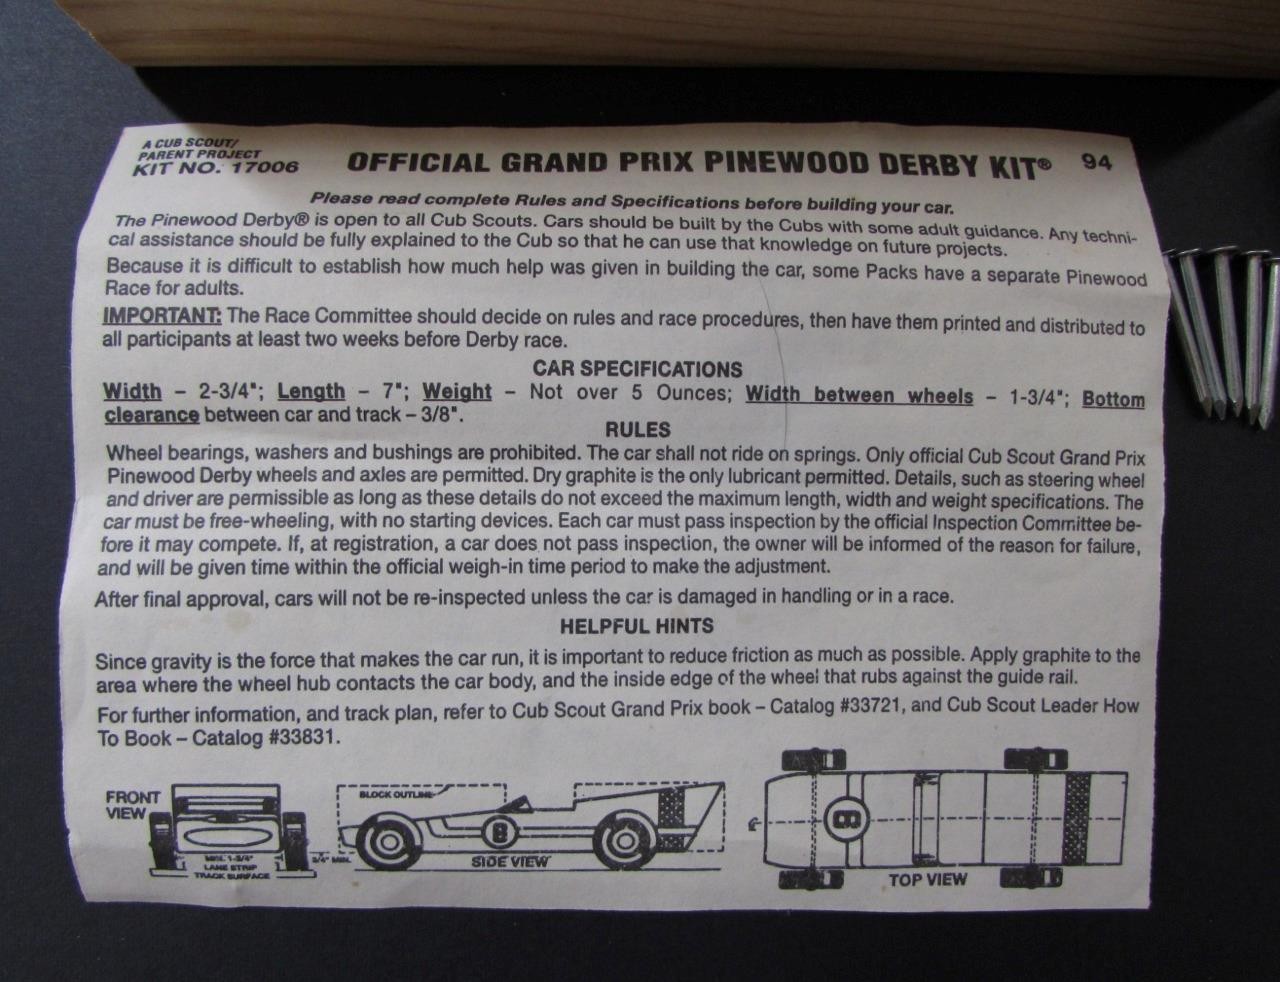 A CUB SCOUT/
PARENT PROJECT
KIT NO. 17006
OFFICIAL GRAND PRIX PINEWOOD DERBY KIT®
94
Please read complete Rules and Specifications before building your car.
The Pinewood Derby® is open to all Cub Scouts. Cars should be built by the Cubs with some adult guidance. Any techni-
cal assistance should be fully explained to the Cub so that he can use that knowledge on future projects.
Because it is difficult to establish how much help was given in building the car, some Packs have a separate Pinewood
Race for adults.
IMPORTANT: The Race Committee should decide on rules and race procedures, then have them printed and distributed to
all participants at least two weeks before Derby race.
CAR SPECIFICATIONS
Width – 2-3/4"; Length – 7"; Weight – Not over 5 Ounces; Width between wheels – 1-3/4"; Bottom
clearance between car and track – 3/8".
RULES
Wheel bearings, washers and bushings are prohibited. The car shall not ride on springs. Only official Cub Scout Grand Prix
Pinewood Derby wheels and axles are permitted. Dry graphite is the only lubricant permitted. Details, such as steering wheel
and driver are permissible as long as these details do not exceed the maximum length, width and weight specifications. The
car must be free-wheeling, with no starting devices. Each car must pass inspection by the official Inspection Committee be-
fore it may compete. If, at registration, a car does not pass inspection, the owner will be informed of the reason for failure,
and will be given time within the official weigh-in time period to make the adjustment.
After final approval, cars will not be re-inspected unless the car is damaged in handling or in a race.
HELPFUL HINTS
Since gravity is the force that makes the car run, it is important to reduce friction as much as possible. Apply graphite to the
area where the wheel hub contacts the car body, and the inside edge of the wheel that rubs against the guide rail.
For further information, and track plan, refer to Cub Scout Grand Prix book – Catalog #33721, and Cub Scout Leader How
To Book – Catalog #33831.
FRONT
VIEW
MIN. 1-3/4"
LANE STRIP
TRACK SURFACE
MIN.
BLOCK OUTLINE
8
SIDE VIEW
8
TOP VIEW